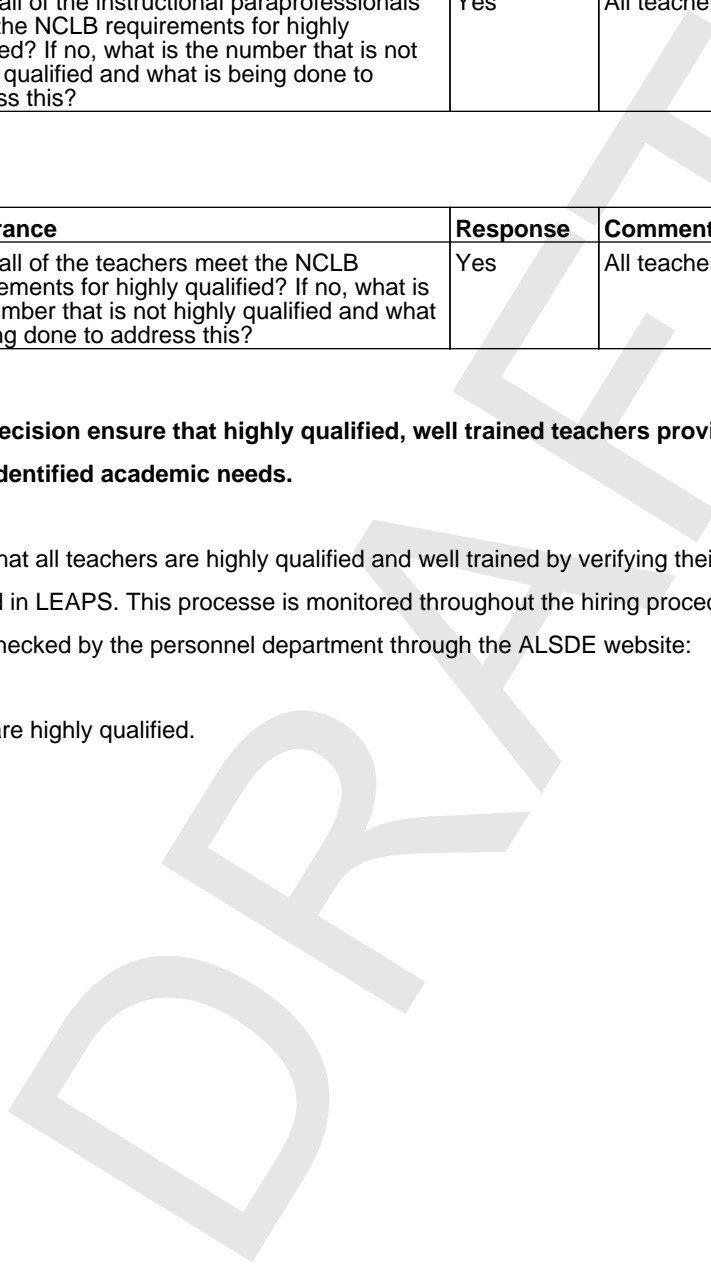 all of the instructional paraprofessionals Yes
the NCLB requirements for highly
ed? If no, what is the number that is not
qualified and what is being done to
ss this?
rance Response Comment
all of the teachers meet the NCLB Yes All teache
ements for highly qualified? If no, what is
mber that is not highly qualified and what
ng done to address this?
ecision ensure that highly qualified, well trained teachers provi
dentified academic needs.
hat all teachers are highly qualified and well trained by verifying thei
d in LEAPS. This processe is monitored throughout the hiring proced
hecked by the personnel department through the ALSDE website:
are highly qualified.
DRAFT